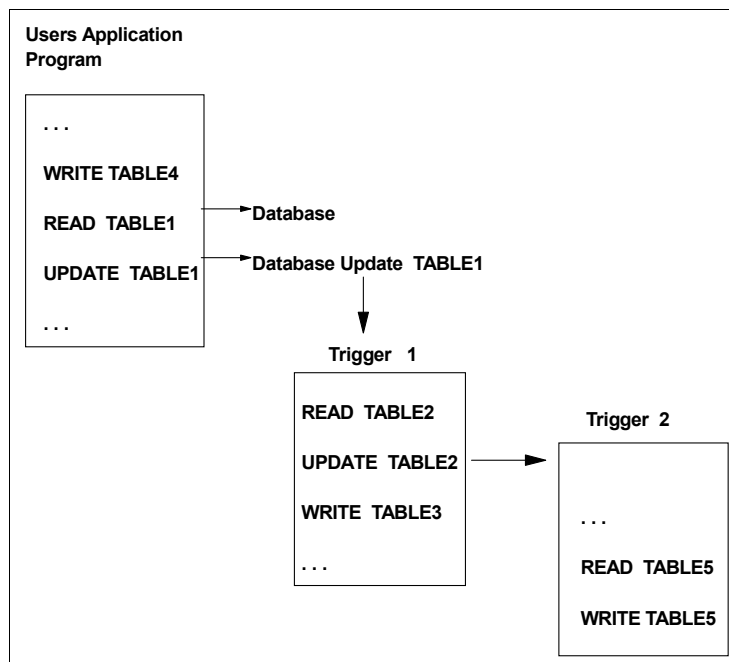 Users Application
Program
. . .
WRITE TABLE4
READ TABLE1
UPDATE TABLE1
. . .
Database
Database Update TABLE1
Trigger 1
READ TABLE2
UPDATE TABLE2
WRITE TABLE3
. . .
Trigger 2
. . .
READ TABLE5
WRITE TABLE5